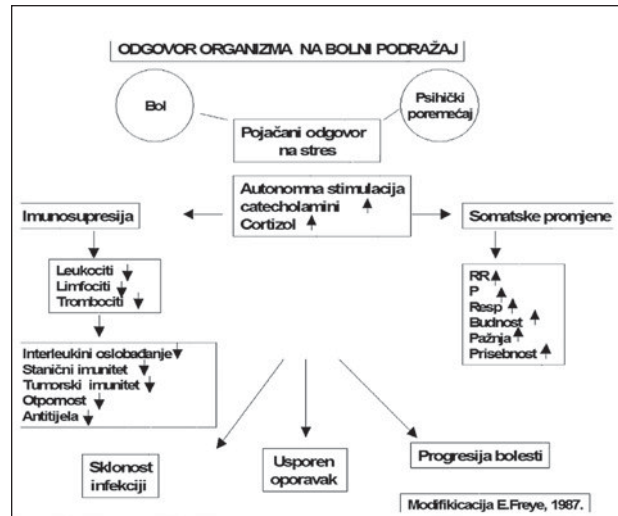 ODGOVOR ORGANIZMA NA BOLNI PODRAŽAJ
Bol
Psihički
poremećaj
Pojačani odgovor
na stres
Autonomna stimulacija
catecholamini ↑
Cortizol ↑
Imunosupresija
Somatske promjene
Leukociti ↓
Limfociti ↓
Trombociti ↓
RR ↑
P ↑
Resp ↑
Budnost ↑
Pažnja ↑
Prisebnost ↑
Interleukini oslobađanje ↓
Stanični imunitet ↓
Tumorski imunitet ↓
Otpornost ↓
Antitijela ↓
Sklonost
infekciji
Usporen
oporavak
Progresija bolesti
Modifikicacija E.Freye, 1987.